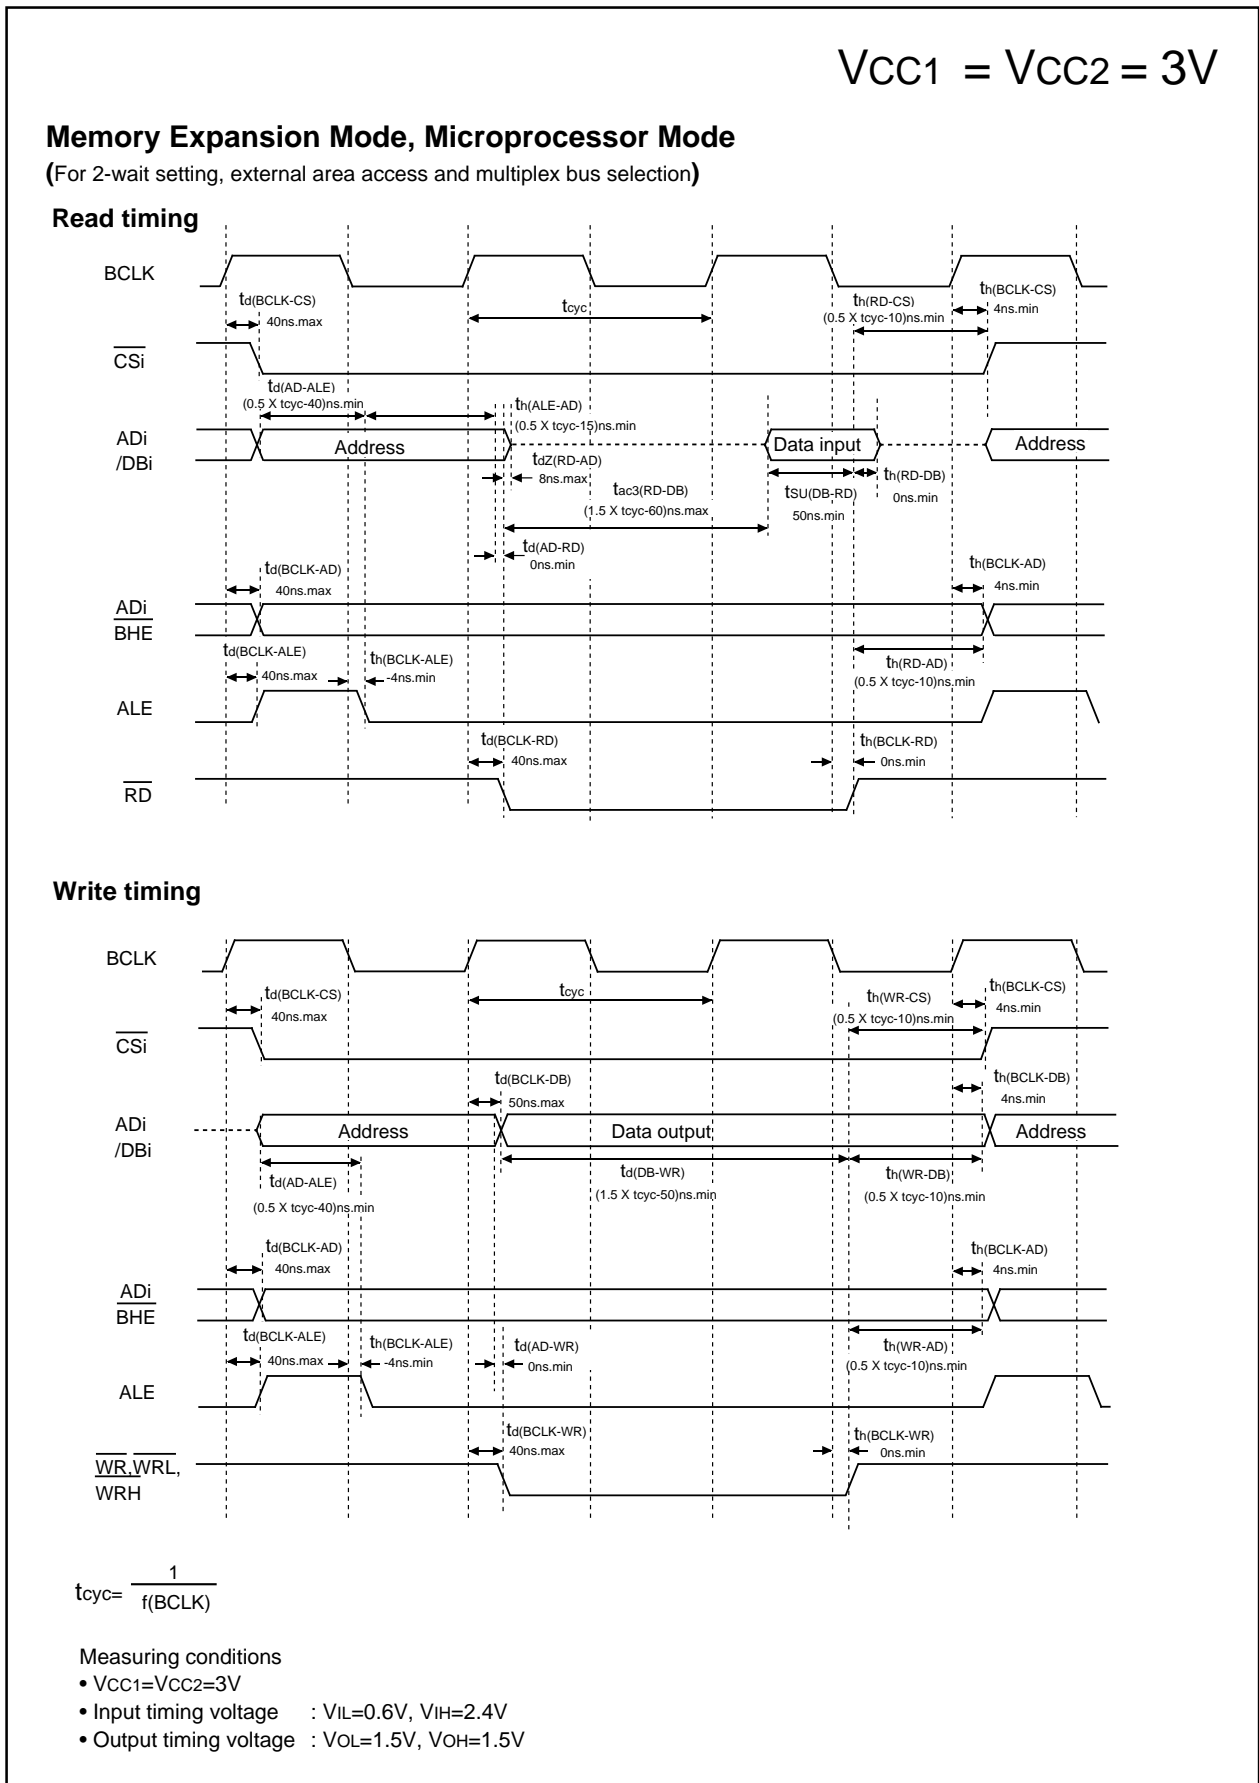 VCC1 = VCC2 = 3V
Memory Expansion Mode, Microprocessor Mode
(For 2-wait setting, external area access and multiplex bus selection)
Read timing
BCLK
td(BCLK-CS)
40ns.max
tcyc
th(RD-CS)
(0.5 X tcyc-10)ns.min
th(BCLK-CS)
4ns.min
CSi
td(AD-ALE)
(0.5 X tcyc-40)ns.min
th(ALE-AD)
(0.5 X tcyc-15)ns.min
ADi
/DBi
Address
Data input
Address
tdZ(RD-AD)
8ns.max
tac3(RD-DB)
(1.5 X tcyc-60)ns.max
tSU(DB-RD)
50ns.min
th(RD-DB)
0ns.min
td(AD-RD)
0ns.min
td(BCLK-AD)
40ns.max
th(BCLK-AD)
4ns.min
ADi
BHE
td(BCLK-ALE)
40ns.max
th(BCLK-ALE)
-4ns.min
th(RD-AD)
(0.5 X tcyc-10)ns.min
ALE
td(BCLK-RD)
40ns.max
th(BCLK-RD)
0ns.min
RD
Write timing
BCLK
td(BCLK-CS)
40ns.max
tcyc
th(WR-CS)
(0.5 X tcyc-10)ns.min
th(BCLK-CS)
4ns.min
CSi
td(BCLK-DB)
50ns.max
th(BCLK-DB)
4ns.min
ADi
/DBi
Address
Data output
Address
td(AD-ALE)
(0.5 X tcyc-40)ns.min
td(DB-WR)
(1.5 X tcyc-50)ns.min
th(WR-DB)
(0.5 X tcyc-10)ns.min
td(BCLK-AD)
40ns.max
th(BCLK-AD)
4ns.min
ADi
BHE
td(BCLK-ALE)
40ns.max
th(BCLK-ALE)
-4ns.min
td(AD-WR)
0ns.min
th(WR-AD)
(0.5 X tcyc-10)ns.min
ALE
td(BCLK-WR)
40ns.max
th(BCLK-WR)
0ns.min
WR,WRL,
WRH
tcyc= 1
f(BCLK)
Measuring conditions
• VCC1=VCC2=3V
• Input timing voltage : VIL=0.6V, VIH=2.4V
• Output timing voltage : VOL=1.5V, VOH=1.5V